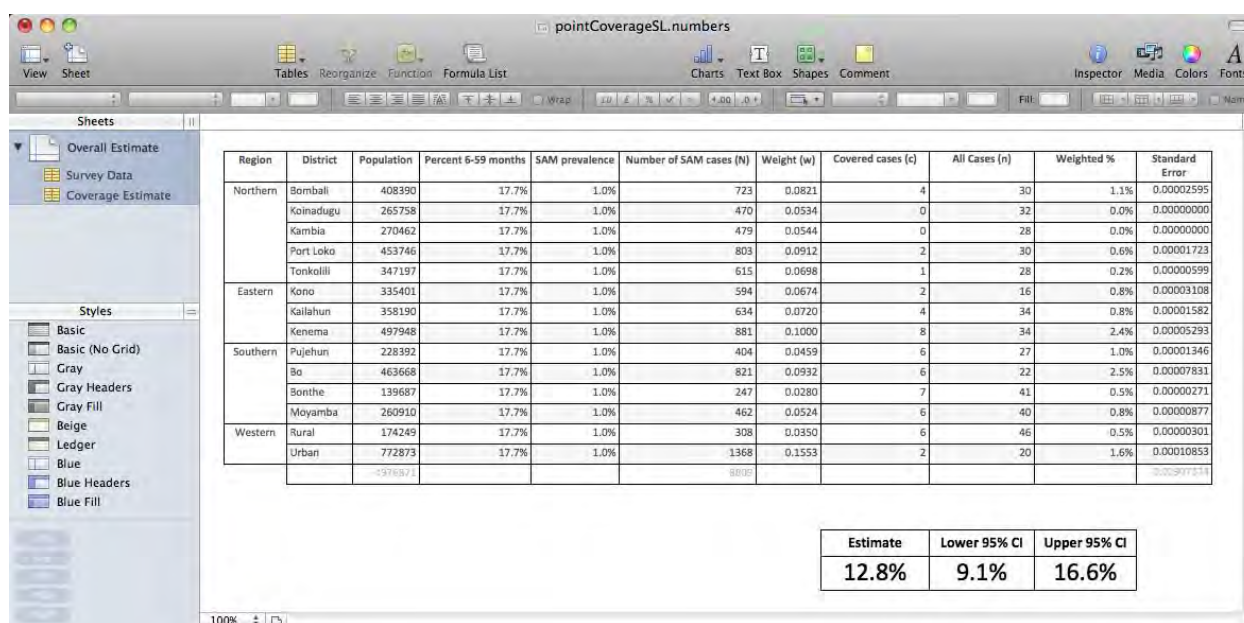 pointCoverageSL.numbers
View Sheet Tables Reorganize Function Formula List Charts Text Box Shapes Comment Inspector Media Colors Fonts
Wrap Fill
Sheets
Overall Estimate
Survey Data
Coverage Estimate
Styles
Basic
Basic (No Grid)
Gray
Gray Headers
Gray Fill
Beige
Ledger
Blue
Blue Headers
Blue Fill
Region District Population Percent 6-59 months SAM prevalence Number of SAM cases (N) Weight (w) Covered cases (c) All Cases (n) Weighted % Standard Error
Northern Bombali 408390 17.7% 1.0% 723 0.0821 4 30 1.1% 0.00002595
Koinadugu 265758 17.7% 1.0% 470 0.0534 0 32 0.0% 0.00000000
Kambia 270462 17.7% 1.0% 479 0.0544 0 28 0.0% 0.00000000
Port Loko 453746 17.7% 1.0% 803 0.0912 2 30 0.6% 0.00001723
Tonkolili 347197 17.7% 1.0% 615 0.0698 1 28 0.2% 0.00000599
Eastern Kono 335401 17.7% 1.0% 594 0.0674 2 16 0.8% 0.00003108
Kailahun 358190 17.7% 1.0% 634 0.0720 4 34 0.8% 0.00001582
Kenema 497948 17.7% 1.0% 881 0.1000 8 34 2.4% 0.00005293
Southern Pujehun 228392 17.7% 1.0% 404 0.0459 6 27 1.0% 0.00001346
Bo 463668 17.7% 1.0% 821 0.0932 6 22 2.5% 0.00007831
Bonthe 139687 17.7% 1.0% 247 0.0280 7 41 0.5% 0.00000271
Moyamba 260910 17.7% 1.0% 462 0.0524 6 40 0.8% 0.00000877
Western Rural 174249 17.7% 1.0% 308 0.0350 6 46 0.5% 0.00000301
Urban 772873 17.7% 1.0% 1368 0.1553 2 20 1.6% 0.00010853
4976871 8809
Estimate Lower 95% CI Upper 95% CI
12.8% 9.1% 16.6%
100%